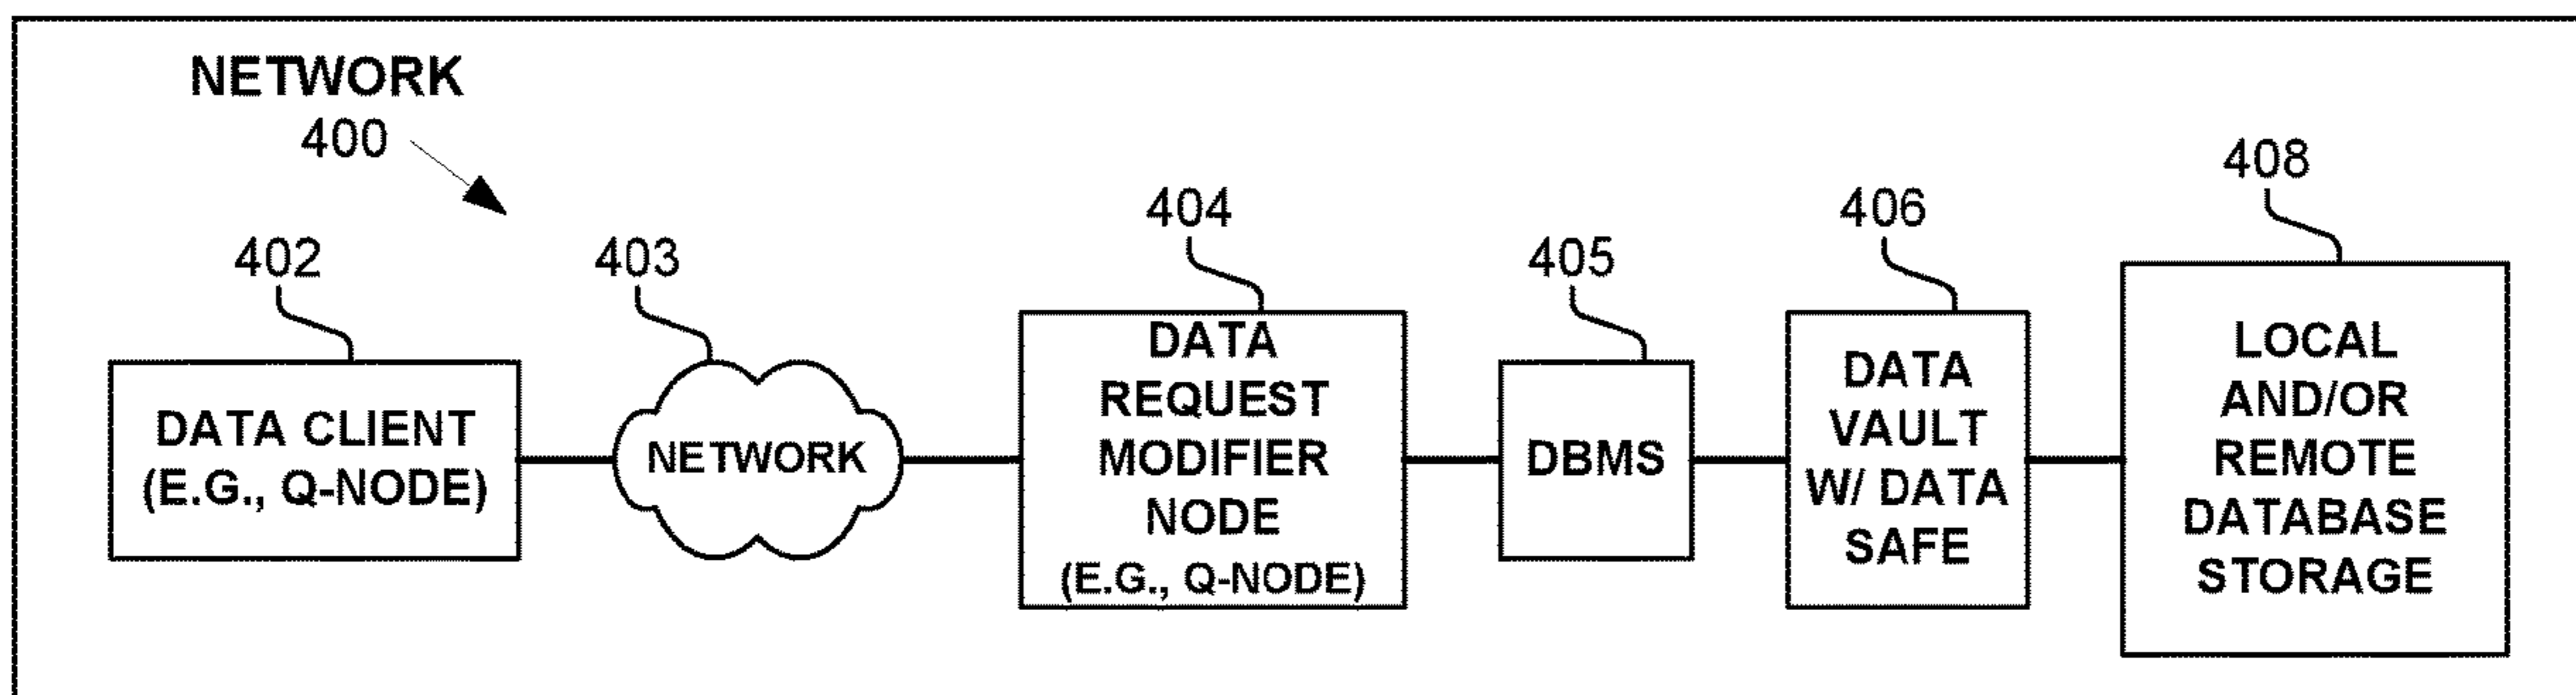 NETWORK
400
402
403
404
405
406
408
DATA CLIENT
(E.G., Q-NODE)
NETWORK
DATA
REQUEST
MODIFIER
NODE
(E.G., Q-NODE)
DBMS
DATA
VAULT
W/ DATA
SAFE
LOCAL
AND/OR
REMOTE
DATABASE
STORAGE